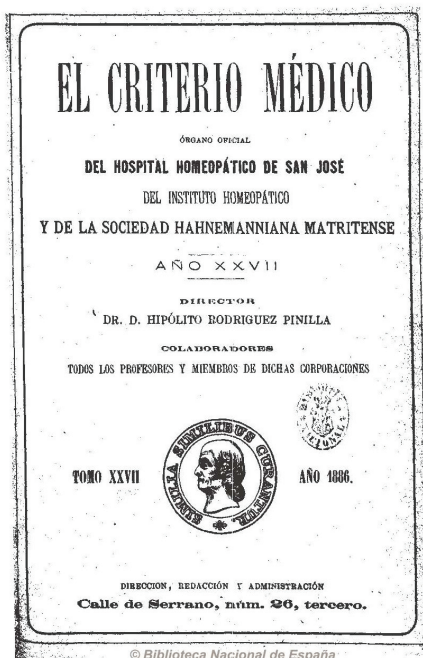 EL CRITERIO MÉDICO
ÓRGANO OFICIAL
DEL HOSPITAL HOMEOPÁTICO DE SAN JOSÉ
DEL INSTITUTO HOMEOPÁTICO
Y DE LA SOCIEDAD HAHNEMANNIANA MATRITENSE
AÑO XXVII
DIRECTOR
DR. D. HIPÓLITO RODRIGUEZ PINILLA
COLABORADORES
TODOS LOS PROFESORES Y MIEMBROS DE DICHAS CORPORACIONES
BIBLIOTECA NACIONAL
TOMO XXVII
SIMILIA SIMILIBUS CURANTUR.
AÑO 1886.
DIRECCION, REDACCIÓN Y ADMINISTRACIÓN
Calle de Serrano, núm. 26, tercero.
© Biblioteca Nacional de España